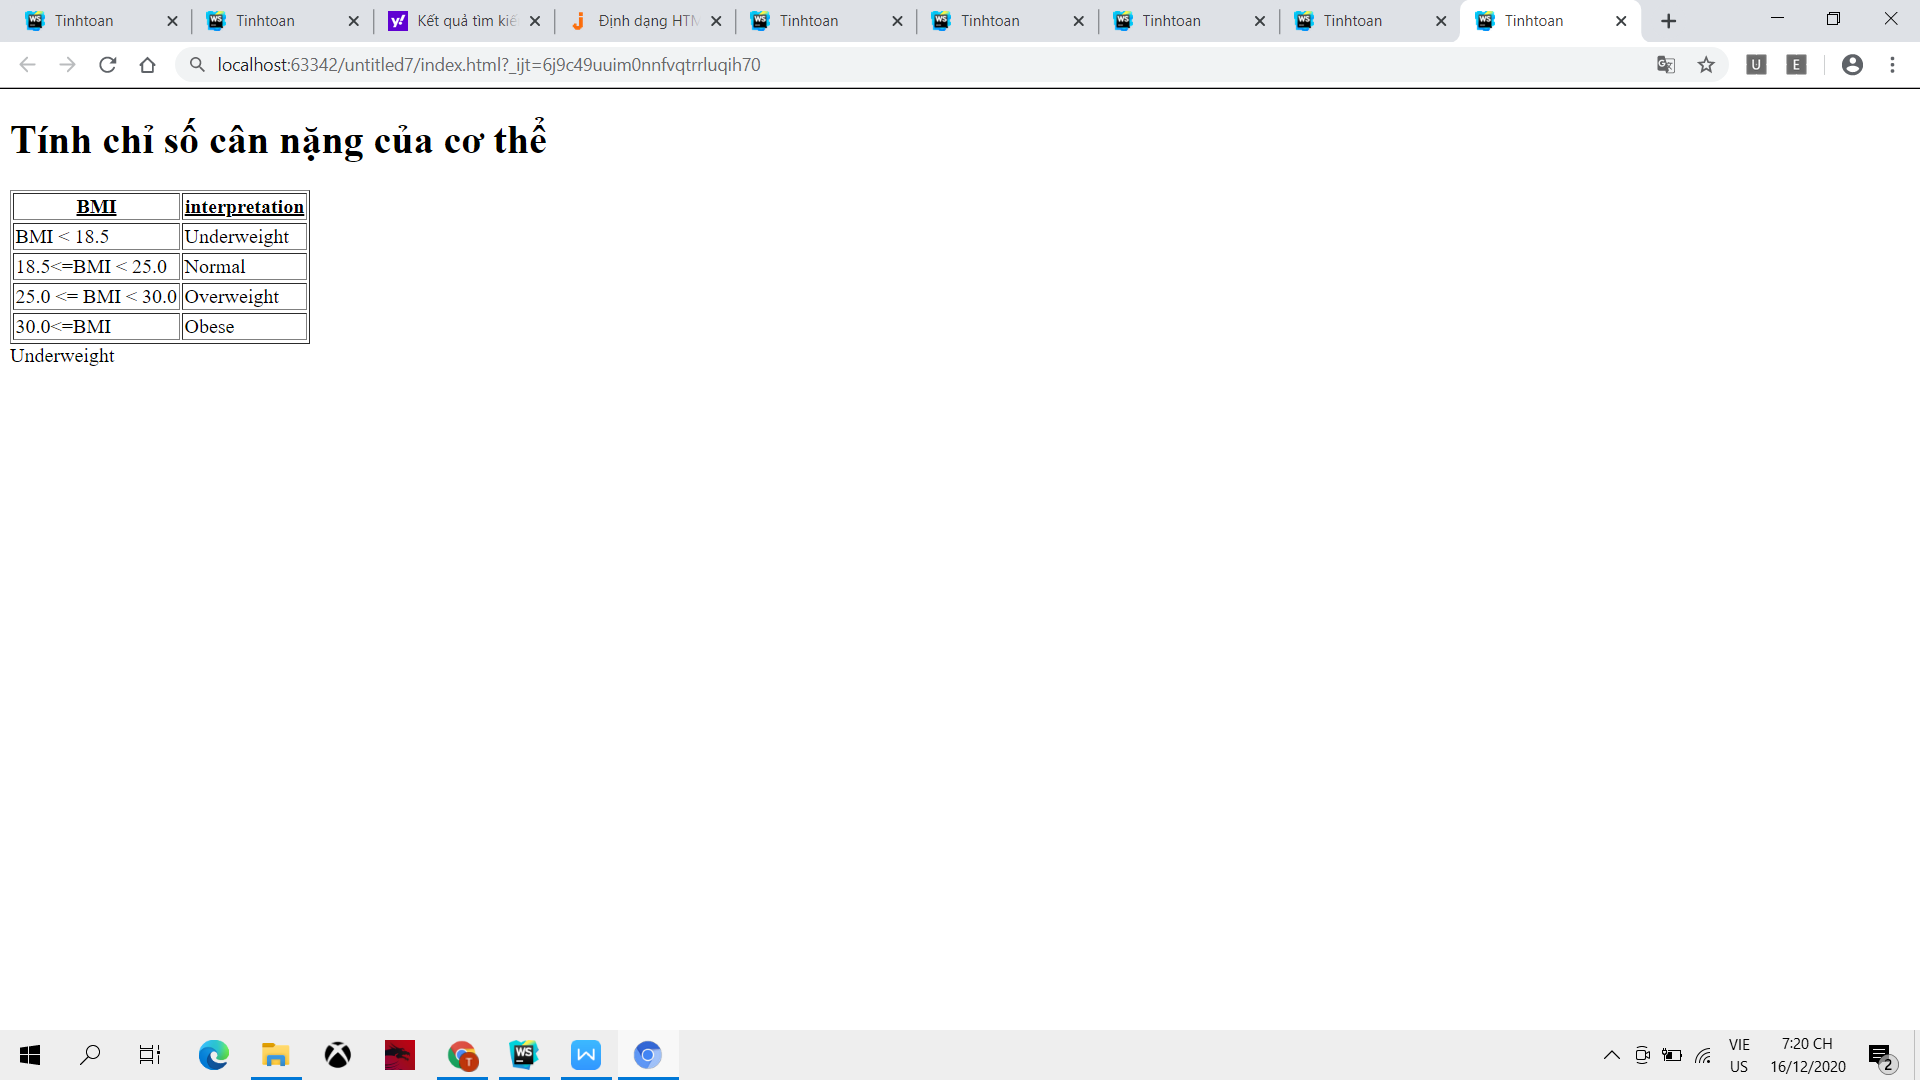 Tinhtoan Tinhtoan Kết quả tìm kiế Định dạng HTM Tinhtoan Tinhtoan Tinhtoan Tinhtoan Tinhtoan
localhost:63342/untitled7/index.html?_ijt=6j9c49uuim0nnfvqtrrluqih70 U E
Tính chỉ số cân nặng của cơ thể
BMI interpretation
BMI < 18.5 Underweight
18.5<=BMI < 25.0 Normal
25.0 <= BMI < 30.0 Overweight
30.0<=BMI Obese
Underweight
VIE 7:20 CH
US 16/12/2020 2